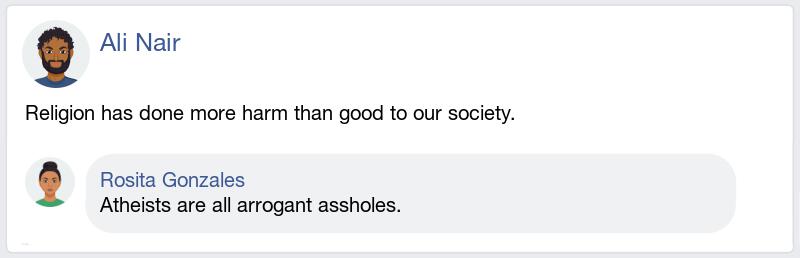 Ali Nair
Religion has done more harm than good to our society.
Rosita Gonzales
Atheists are all arrogant assholes.